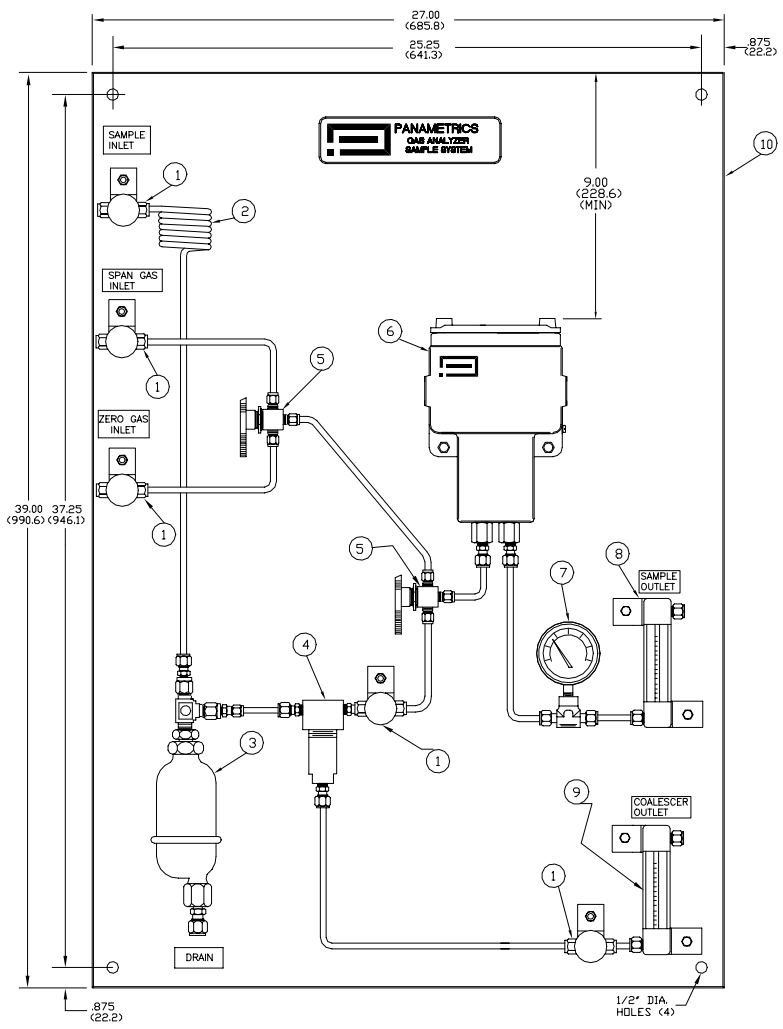 27.00
(685.8)
25.25
(641.3)
.875
(22.2)
PANAMETRICS
GAS ANALYZER
SAMPLE SYSTEM
SAMPLE
INLET
1
2
10
9.00
(228.6)
(MIN)
SPAN GAS
INLET
1
6
5
ZERO GAS
INLET
1
39.00
(990.6)
37.25
(946.1)
5
7
8
SAMPLE
OUTLET
4
3
1
9
COALESCER
OUTLET
1
DRAIN
.875
(22.2)
1/2" DIA.
HOLES (4)